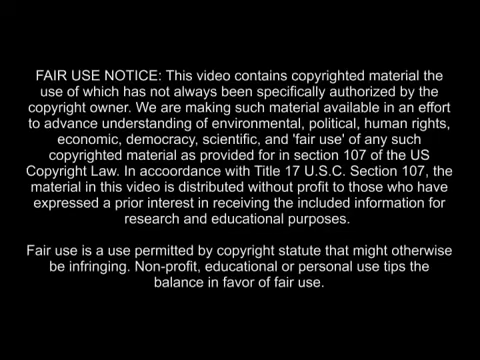 FAIR USE NOTICE: This video contains copyrighted material the
use of which has not always been specifically authorized by the
copyright owner. We are making such material available in an effort
to advance understanding of environmental, political, human rights,
economic, democracy, scientific, and 'fair use' of any such
copyrighted material as provided for in section 107 of the US
Copyright Law. In accoordance with Title 17 U.S.C. Section 107, the
material in this video is distributed without profit to those who have
expressed a prior interest in receiving the included information for
research and educational purposes.
Fair use is a use permitted by copyright statute that might otherwise
be infringing. Non-profit, educational or personal use tips the
balance in favor of fair use.